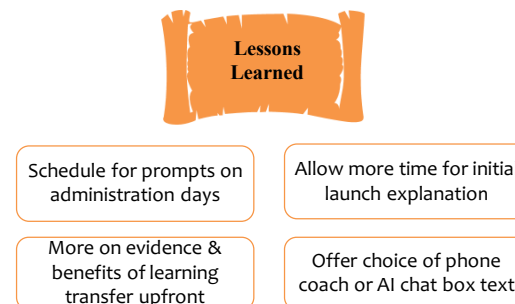 Lessons
Learned
Schedule for prompts on
administration days
Allow more time for initia
launch explanation
More on evidence &
benefits of learning
transfer upfront
Offer choice of phone
coach or AI chat box text